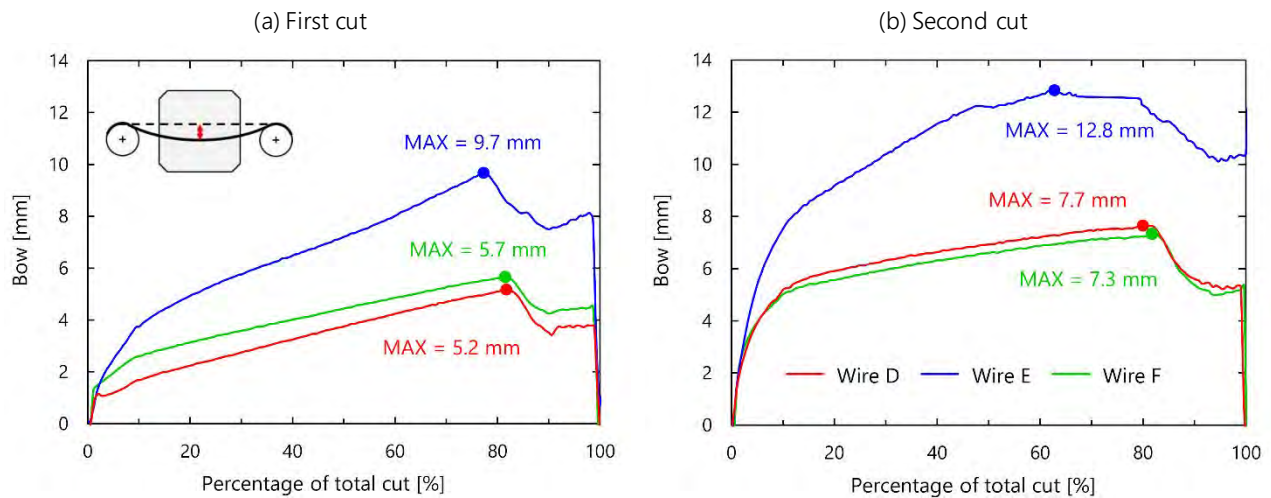 (a) First cut
14
12
10
8
6
4
2
0
Bow [mm]
MAX = 9.7 mm
MAX = 5.7 mm
MAX = 5.2 mm
0 20 40 60 80 100
Percentage of total cut [%]
(b) Second cut
14
12
10
8
6
4
2
0
Bow [mm]
MAX = 12.8 mm
MAX = 7.7 mm
MAX = 7.3 mm
Wire D Wire E Wire F
0 20 40 60 80 100
Percentage of total cut [%]